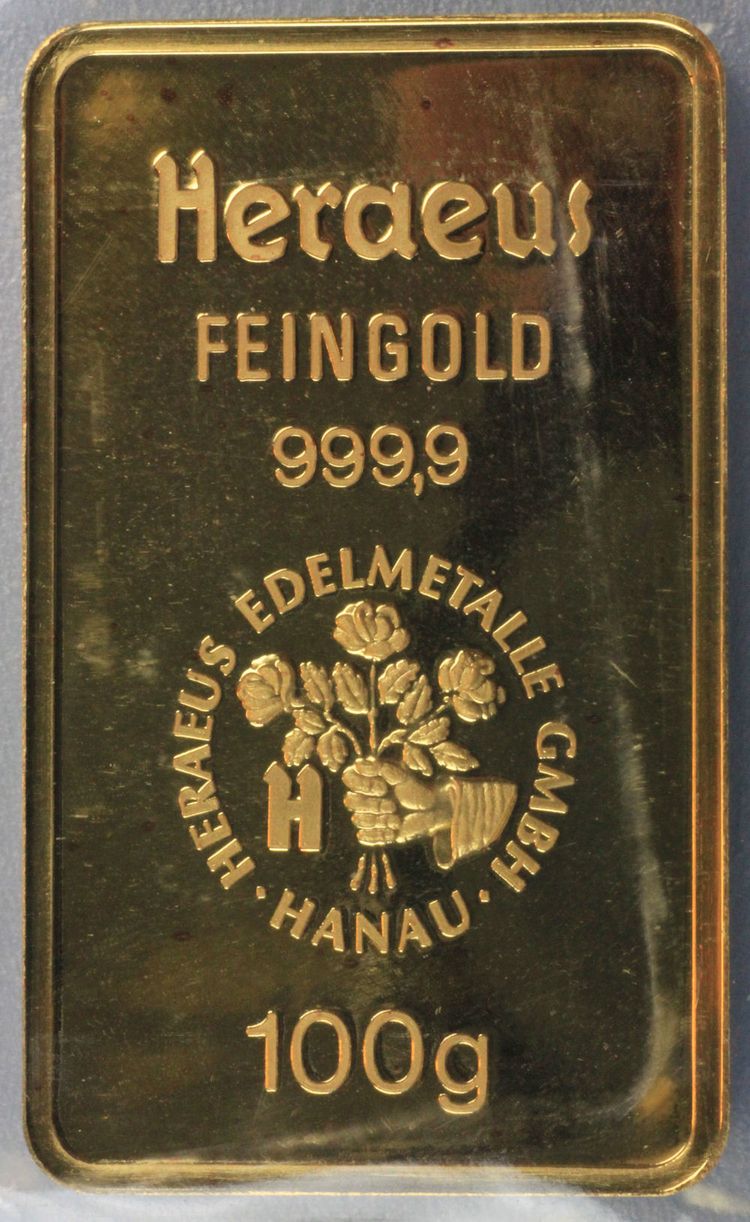 Heraeus
FEINGOLD
999,9
HERAEUS EDELMETALLE GMBH
· HANAU ·
H
100g